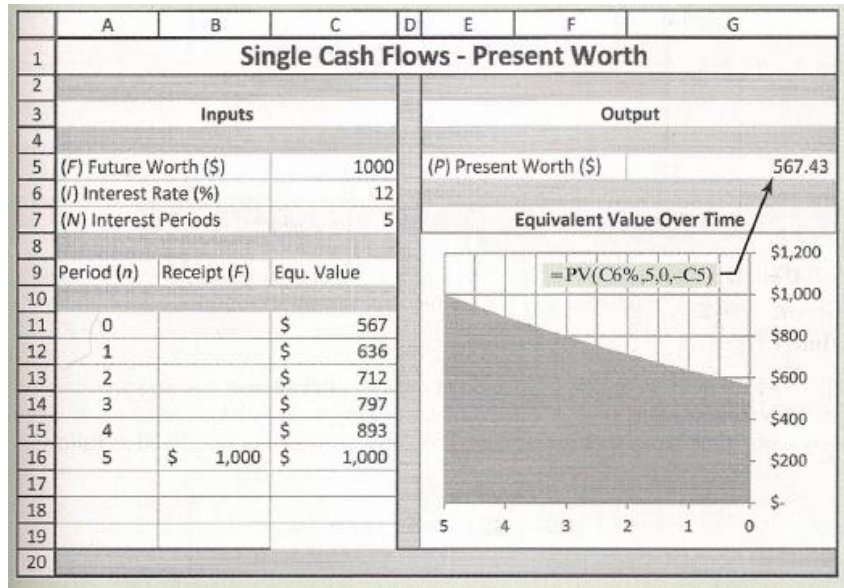 A B C D E F G
1 Single Cash Flows - Present Worth
2
3 Inputs Output
4
5 (F) Future Worth ($) 1000 (P) Present Worth ($) 567.43
6 (i) Interest Rate (%) 12
7 (N) Interest Periods 5 Equivalent Value Over Time
8 $1,200
9 Period (n) Receipt (F) Equ. Value =PV(C6%,5,0,–C5)
10 $1,000
11 0 $ 567
12 1 $ 636 $800
13 2 $ 712 $600
14 3 $ 797 $400
15 4 $ 893
16 5 $ 1,000 $ 1,000 $200
17
18 $-
19 5 4 3 2 1 0
20